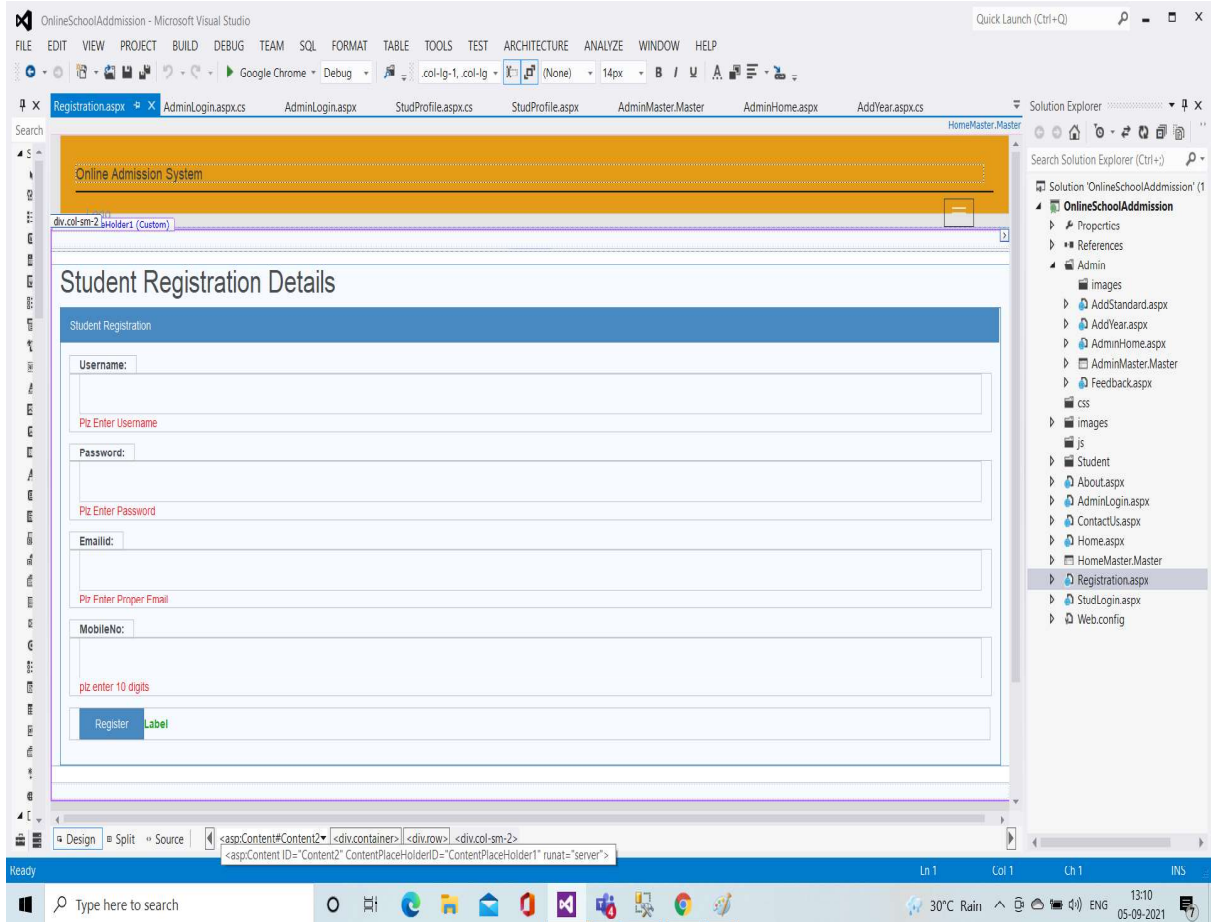 OnlineSchoolAddmission - Microsoft Visual Studio
Quick Launch (Ctrl+Q)
FILE EDIT VIEW PROJECT BUILD DEBUG TEAM SQL FORMAT TABLE TOOLS TEST ARCHITECTURE ANALYZE WINDOW HELP
Google Chrome Debug .col-lg-1, .col-lg (None) 14px B I U A
Registration.aspx AdminLogin.aspx.cs AdminLogin.aspx StudProfile.aspx.cs StudProfile.aspx AdminMaster.Master AdminHome.aspx AddYear.aspx.cs
Solution Explorer
Search
HomeMaster.Master
Search Solution Explorer (Ctrl+;)
Online Admission System
div.col-sm-2
eHolder1 (Custom)
Student Registration Details
Student Registration
Username:
Plz Enter Username
Password:
Plz Enter Password
Emailid:
Plz Enter Proper Email
MobileNo:
plz enter 10 digits
Register Label
Solution 'OnlineSchoolAddmission' (1
OnlineSchoolAddmission
Properties
References
Admin
images
AddStandard.aspx
AddYear.aspx
AdminHome.aspx
AdminMaster.Master
Feedback.aspx
css
images
js
Student
About.aspx
AdminLogin.aspx
ContactUs.aspx
Home.aspx
HomeMaster.Master
Registration.aspx
StudLogin.aspx
Web.config
Design Split Source <asp:Content#Content2> <div.container> <div.row> <div.col-sm-2>
<asp:Content ID="Content2" ContentPlaceHolderID="ContentPlaceHolder1" runat="server">
Ready Ln 1 Col 1 Ch 1 INS
Type here to search
30°C Rain ENG 13:10
05-09-2021